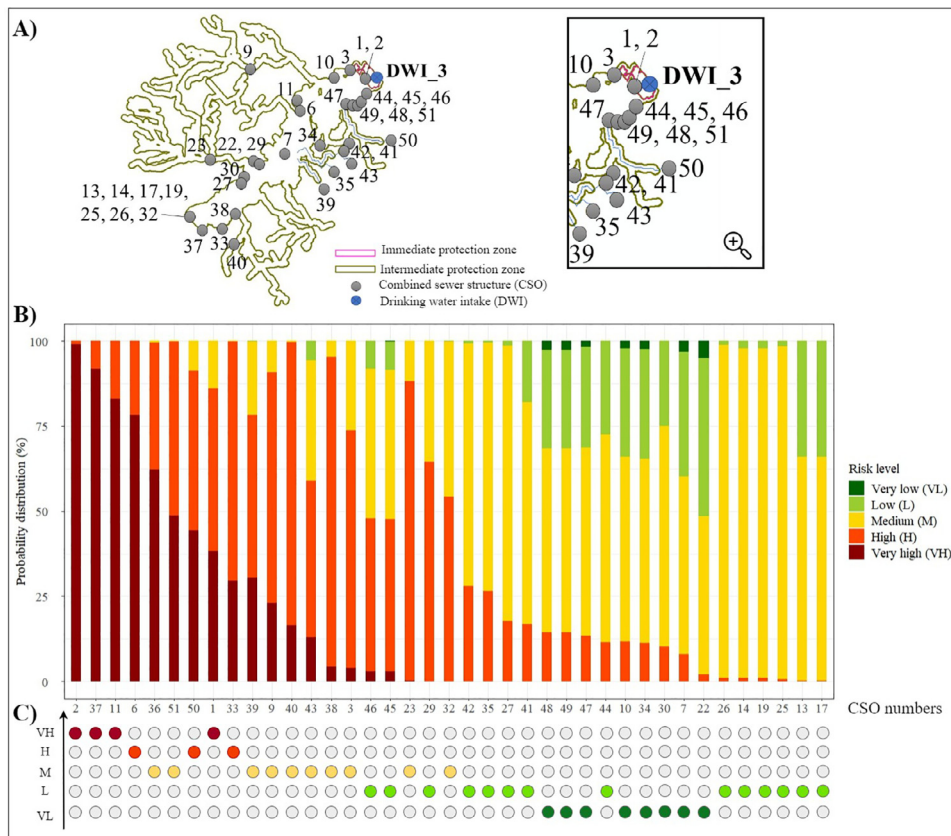 A)
9
10
3
1, 2
DWI_3
11
6
47
44, 45, 46
49, 48, 51
34
7
50
23
22, 29
42, 41
30
43
27
35
13, 14, 17,19,
25, 26, 32
38
39
37
33
40
Immediate protection zone
Intermediate protection zone
Combined sewer structure (CSO)
Drinking water intake (DWI)
1, 2
10
3
DWI_3
47
44, 45, 46
49, 48, 51
50
42, 41
43
35
39
B)
Probability distribution (%)
100
75
50
25
0
Risk level
Very low (VL)
Low (L)
Medium (M)
High (H)
Very high (VH)
2 37 11 6 36 51 50 1 33 39 9 40 43 38 3 46 45 23 29 32 42 35 27 41 48 49 47 44 10 34 30 7 22 26 14 19 25 13 17
CSO numbers
C)
VH
H
M
L
VL